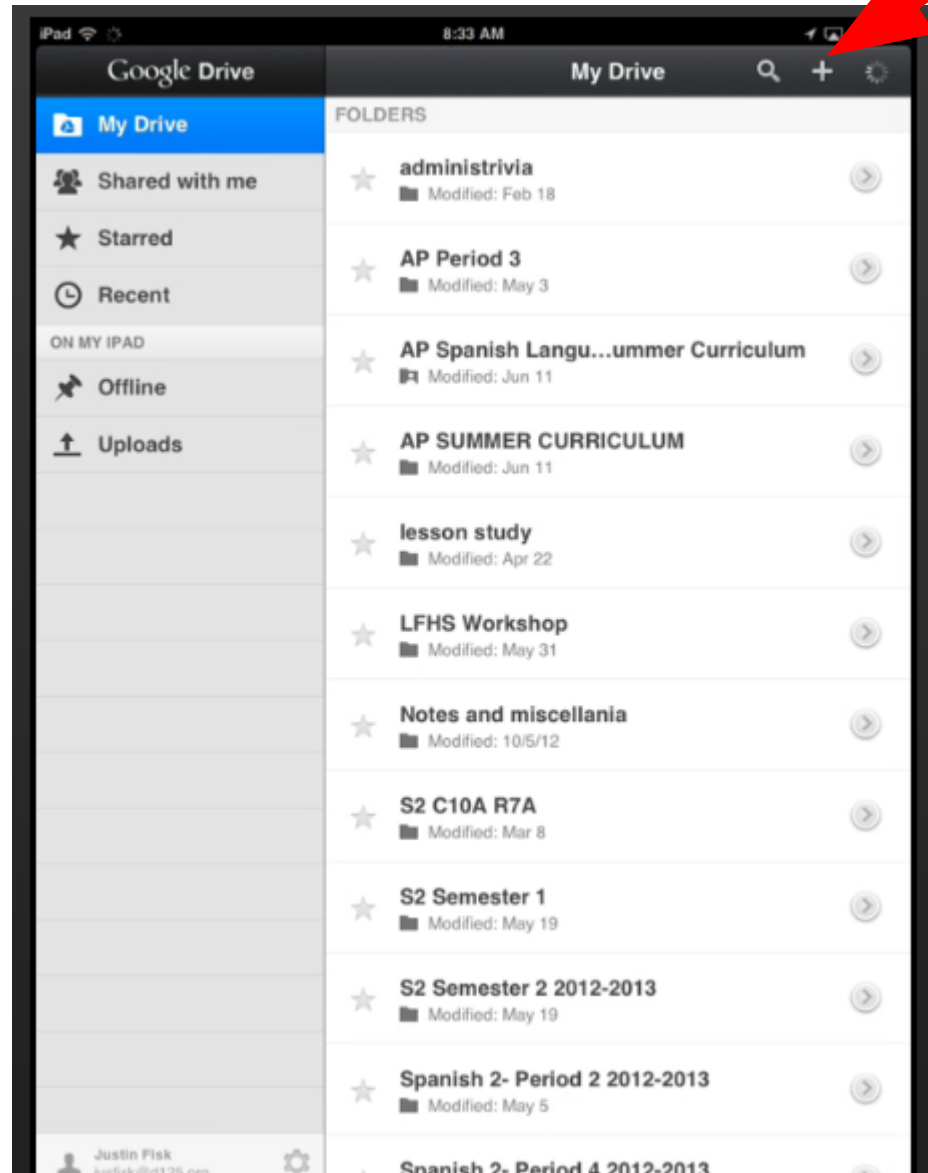 iPad
8:33 AM
Google Drive
My Drive
My Drive
Shared with me
Starred
Recent
ON MY IPAD
Offline
Uploads
FOLDERS
administrivia
Modified: Feb 18
AP Period 3
Modified: May 3
AP Spanish Langu...ummer Curriculum
Modified: Jun 11
AP SUMMER CURRICULUM
Modified: Jun 11
lesson study
Modified: Apr 22
LFHS Workshop
Modified: May 31
Notes and miscellania
Modified: 10/5/12
S2 C10A R7A
Modified: Mar 8
S2 Semester 1
Modified: May 19
S2 Semester 2 2012-2013
Modified: May 19
Spanish 2- Period 2 2012-2013
Modified: May 5
Spanish 2- Period 4 2012-2013
Justin Fisk